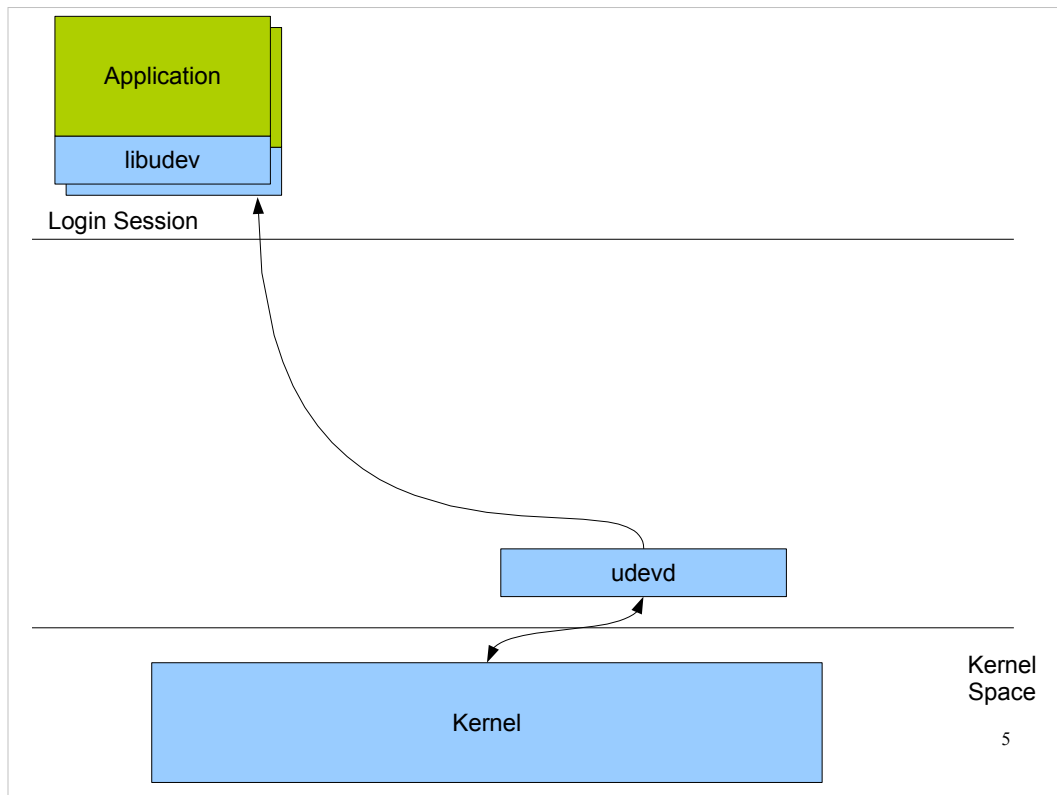 Application
libudev
Login Session
udevd
Kernel
Space
Kernel
5